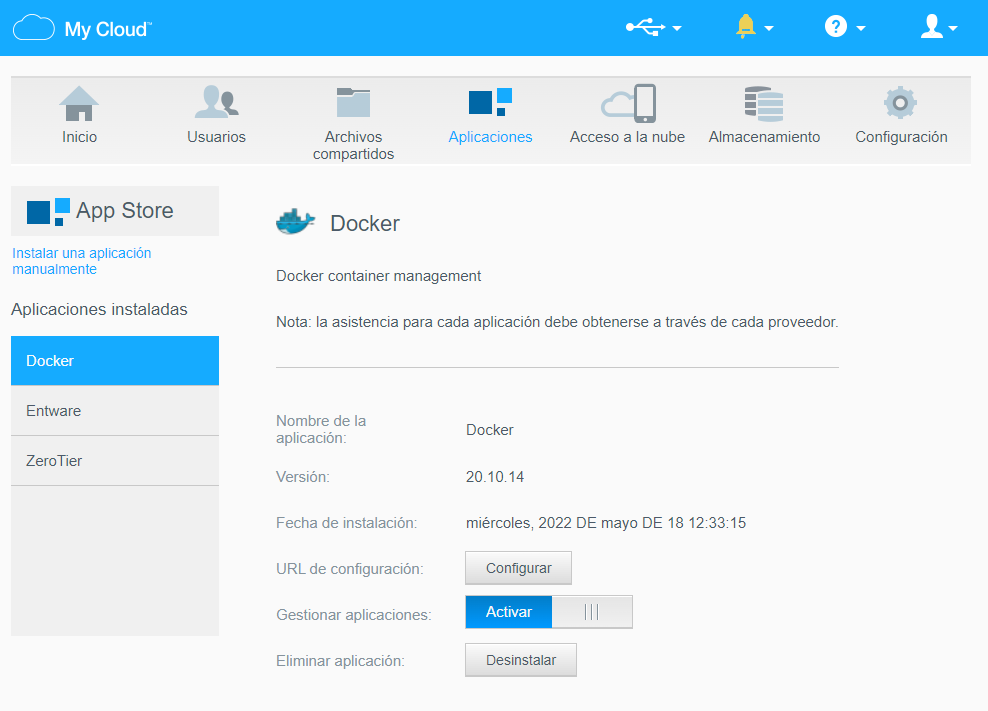 My Cloud™
Inicio
Usuarios
Archivos
compartidos
Aplicaciones
Acceso a la nube
Almacenamiento
Configuración
App Store
Instalar una aplicación
manualmente
Aplicaciones instaladas
Docker
Entware
ZeroTier
Docker
Docker container management
Nota: la asistencia para cada aplicación debe obtenerse a través de cada proveedor.
Nombre de la
aplicación:
Docker
Versión:
20.10.14
Fecha de instalación:
miércoles, 2022 DE mayo DE 18 12:33:15
URL de configuración:
Configurar
Gestionar aplicaciones:
Activar
Eliminar aplicación:
Desinstalar